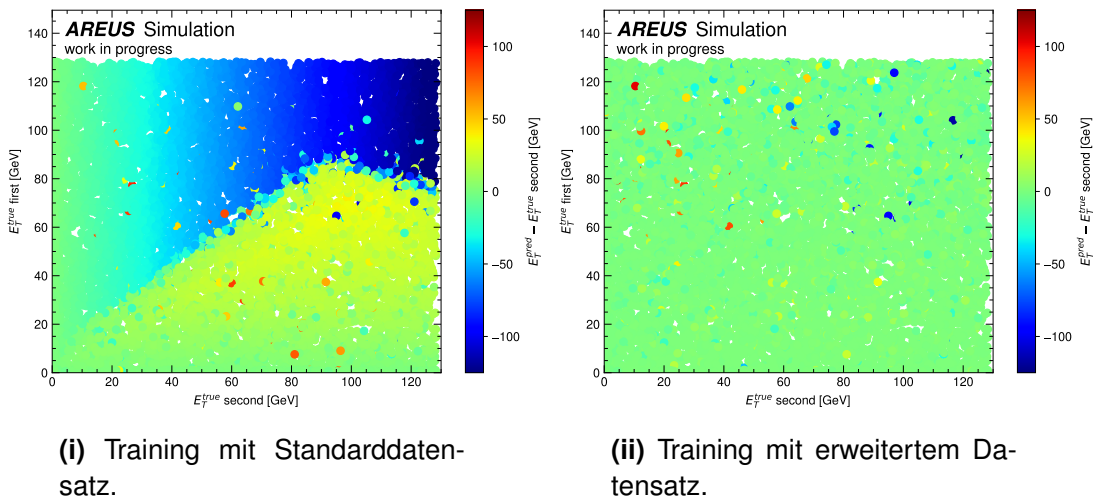 AREUS Simulation
work in progress
140
120
100
80
60
40
20
0
E_T^{true} first [GeV]
0 20 40 60 80 100 120
E_T^{true} second [GeV]
100
50
0
−50
−100
E_T^{pred} − E_T^{true} second [GeV]
(i) Training mit Standarddaten-
satz.
AREUS Simulation
work in progress
140
120
100
80
60
40
20
0
E_T^{true} first [GeV]
0 20 40 60 80 100 120
E_T^{true} second [GeV]
100
50
0
−50
−100
E_T^{pred} − E_T^{true} second [GeV]
(ii) Training mit erweitertem Da-
tensatz.